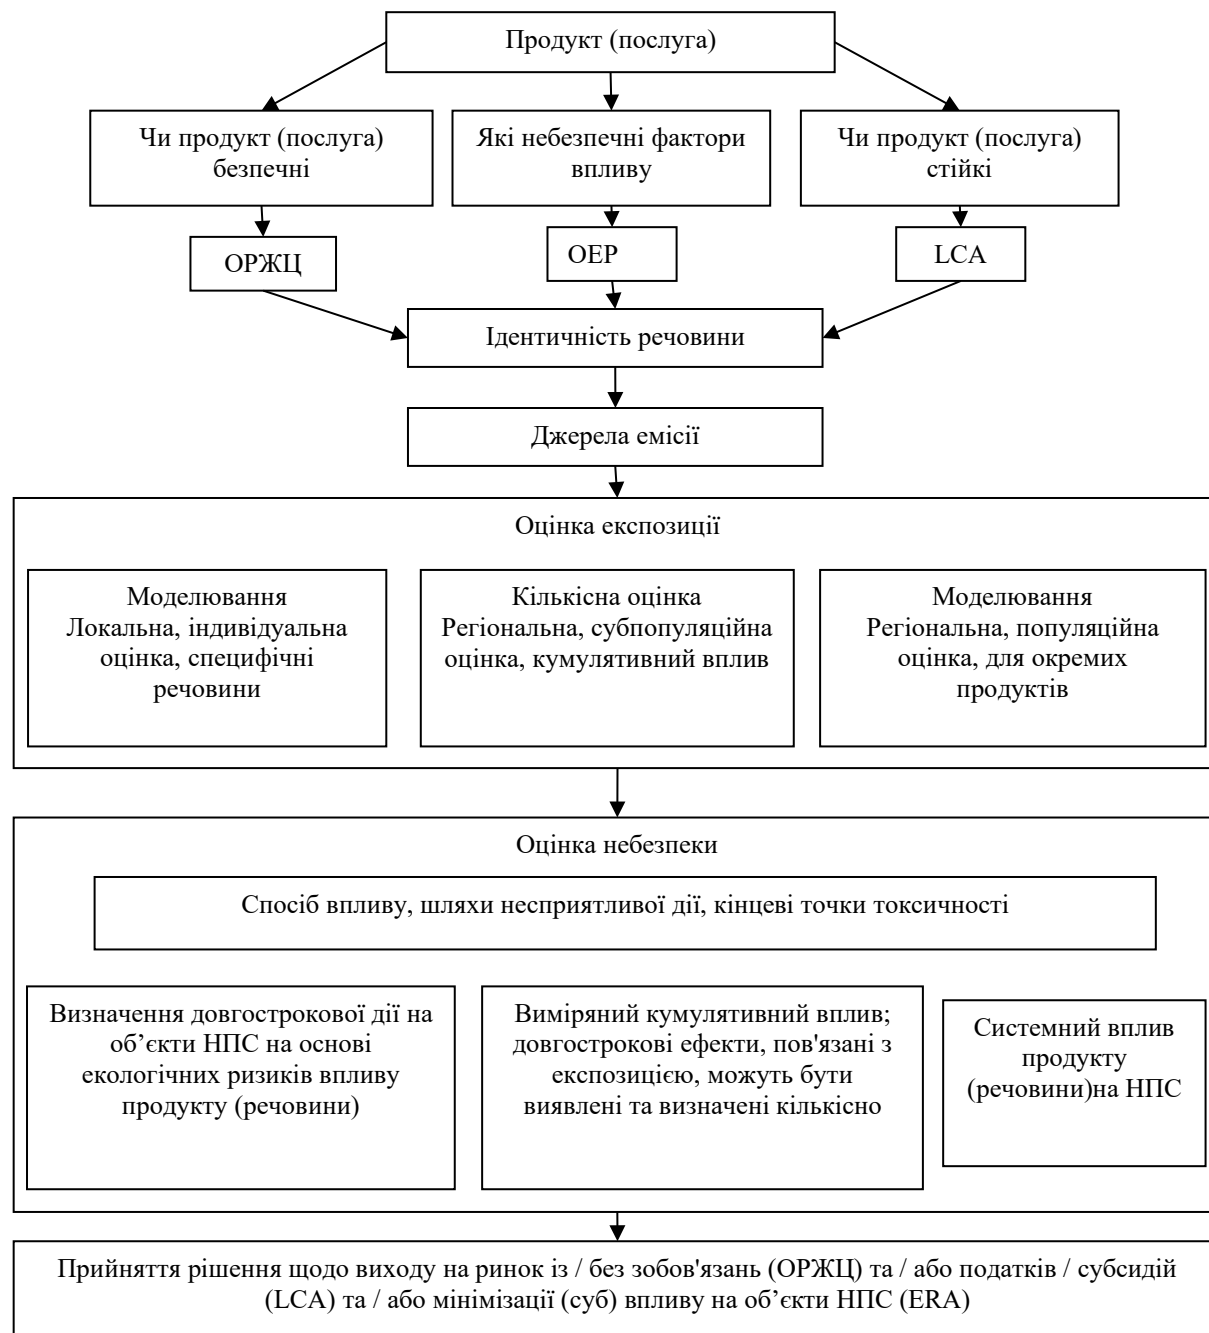 Продукт (послуга)
Чи продукт (послуга)
безпечні
Які небезпечні фактори
впливу
Чи продукт (послуга)
стійкі
ОРЖЦ
ОЕР
LCA
Ідентичність речовини
Джерела емісії
Оцінка експозиції
Моделювання
Локальна, індивідуальна
оцінка, специфічні
речовини
Кількісна оцінка
Регіональна, субпопуляційна
оцінка, кумулятивний вплив
Моделювання
Регіональна, популяційна
оцінка, для окремих
продуктів
Оцінка небезпеки
Спосіб впливу, шляхи несприятливої дії, кінцеві точки токсичності
Визначення довгострокової дії на
об’єкти НПС на основі
екологічних ризиків впливу
продукту (речовини)
Виміряний кумулятивний вплив;
довгострокові ефекти, пов'язані з
експозицією, можуть бути
виявлені та визначені кількісно
Системний вплив
продукту
(речовини)на НПС
Прийняття рішення щодо виходу на ринок із / без зобов'язань (ОРЖЦ) та / або податків / субсидій
(LCA) та / або мінімізації (суб) впливу на об’єкти НПС (ERA)